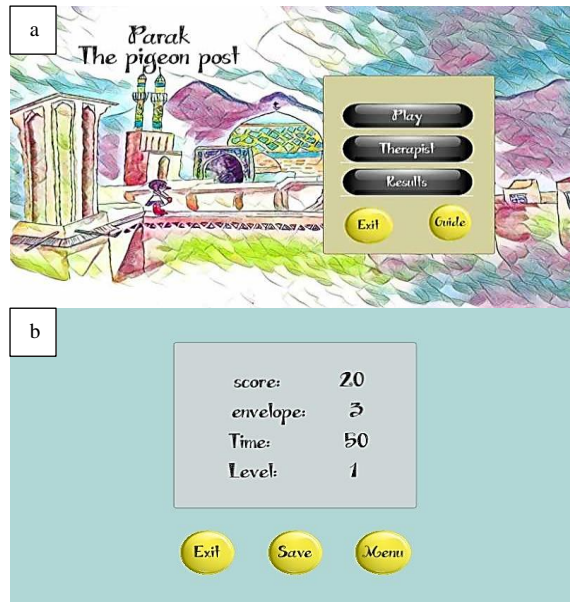 a
Parak
The pigeon post
Play
Therapist
Results
Exit Guide
b
score: 20
envelope: 3
Time: 50
Level: 1
Exit Save Menu